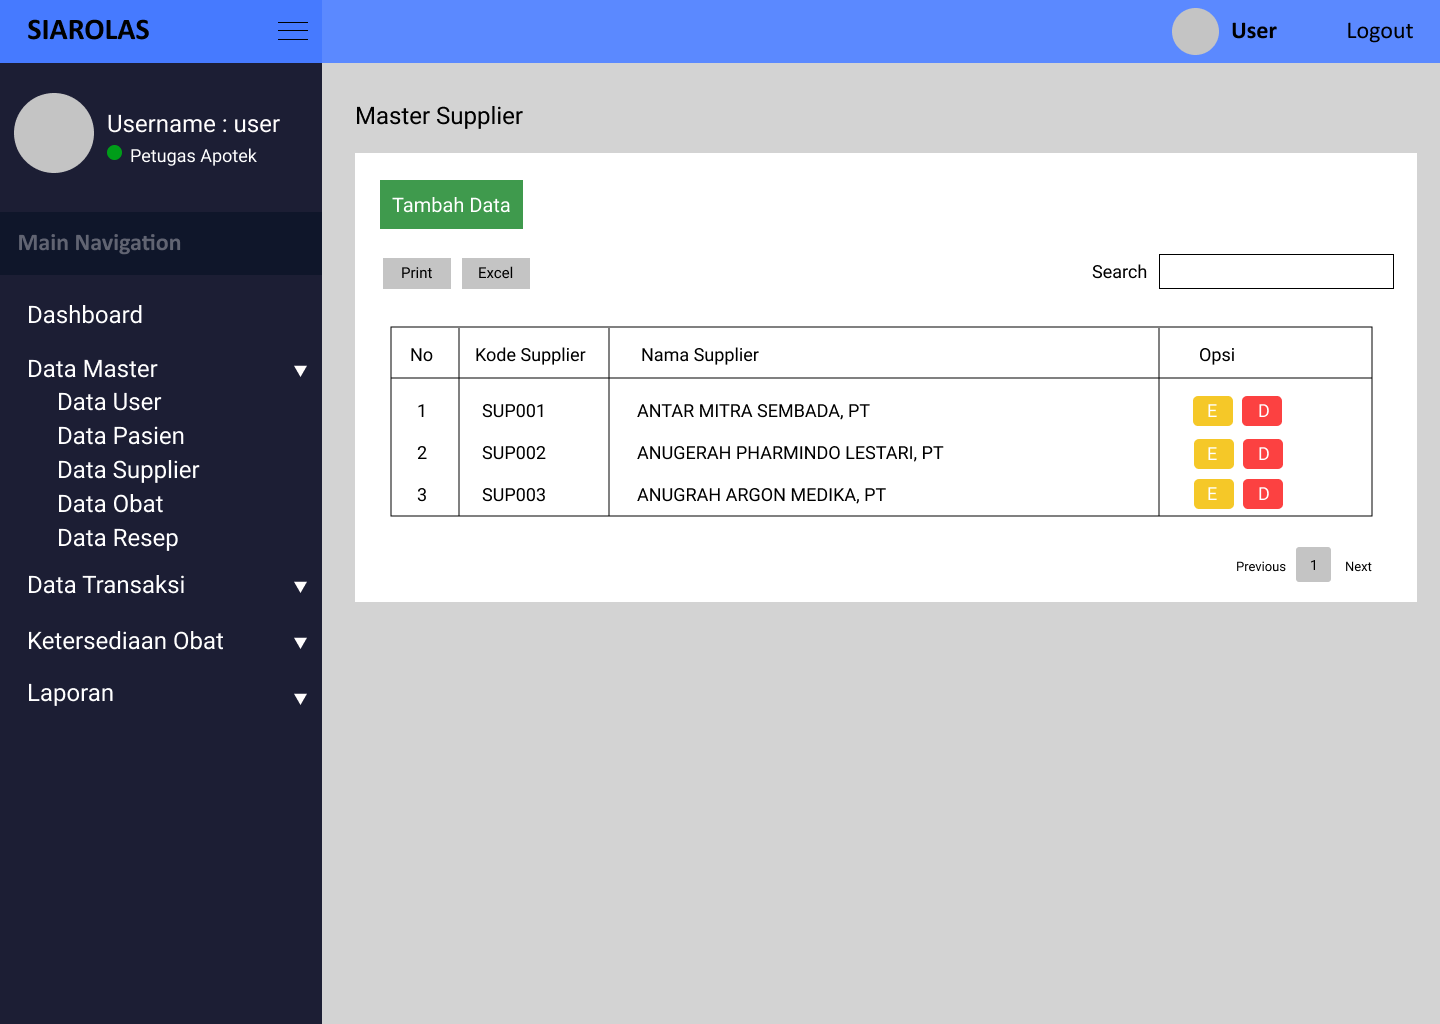 SIAROLAS
User
Logout
Username : user
Petugas Apotek
Main Navigation
Dashboard
Data Master
Data User
Data Pasien
Data Supplier
Data Obat
Data Resep
Data Transaksi
Ketersediaan Obat
Laporan
Master Supplier
Tambah Data
Print Excel
Search
No Kode Supplier Nama Supplier Opsi
1 SUP001 ANTAR MITRA SEMBADA, PT E D
2 SUP002 ANUGERAH PHARMINDO LESTARI, PT E D
3 SUP003 ANUGRAH ARGON MEDIKA, PT E D
Previous 1 Next